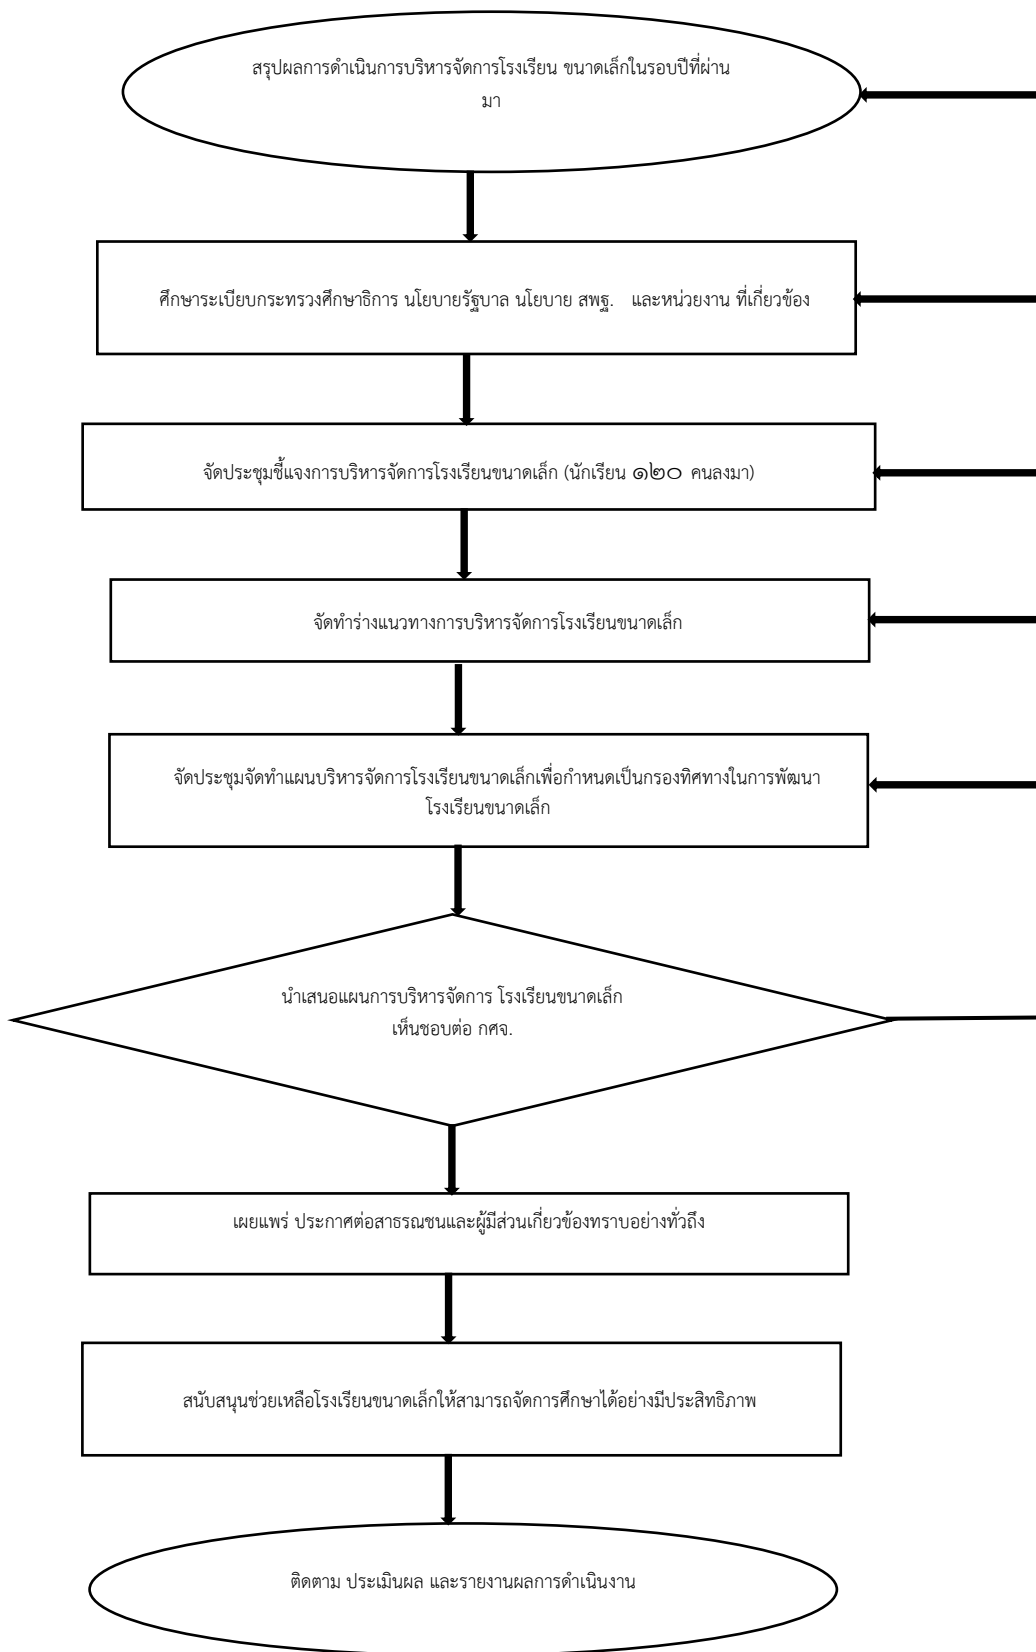 สรุปผลการดำเนินการบริหารจัดการโรงเรียน ขนาดเล็กในรอบปีที่ผ่าน
มา
ศึกษาระเบียบกระทรวงศึกษาธิการ นโยบายรัฐบาล นโยบาย สพฐ. และหน่วยงาน ที่เกี่ยวข้อง
จัดประชุมชี้แจงการบริหารจัดการโรงเรียนขนาดเล็ก (นักเรียน ๑๒๐ คนลงมา)
จัดทำร่างแนวทางการบริหารจัดการโรงเรียนขนาดเล็ก
จัดประชุมจัดทำแผนบริหารจัดการโรงเรียนขนาดเล็กเพื่อกำหนดเป็นกรองทิศทางในการพัฒนา
โรงเรียนขนาดเล็ก
นำเสนอแผนการบริหารจัดการ โรงเรียนขนาดเล็ก
เห็นชอบต่อ กศจ.
เผยแพร่ ประกาศต่อสาธารณชนและผู้มีส่วนเกี่ยวข้องทราบอย่างทั่วถึง
สนับสนุนช่วยเหลือโรงเรียนขนาดเล็กให้สามารถจัดการศึกษาได้อย่างมีประสิทธิภาพ
ติดตาม ประเมินผล และรายงานผลการดำเนินงาน